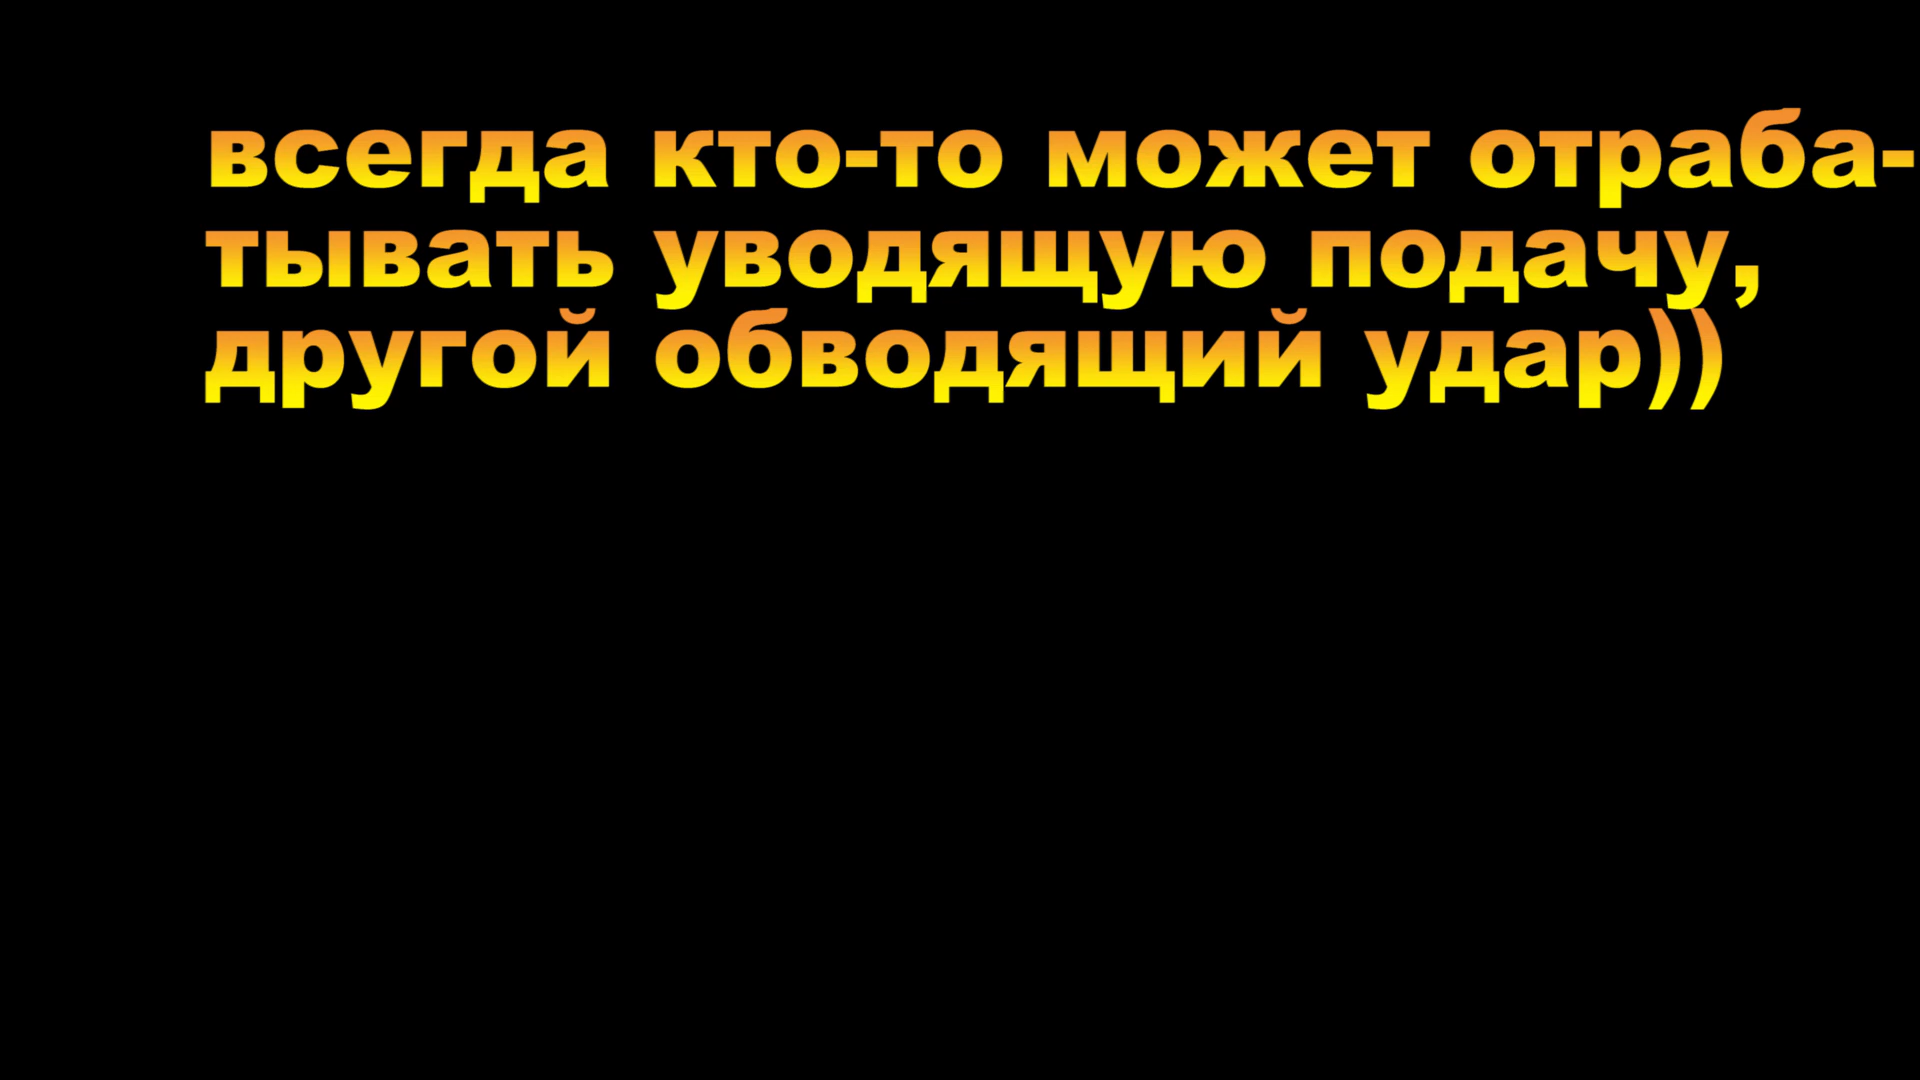 всегда кто-то может отраба-
тывать уводящую подачу,
другой обводящий удар))